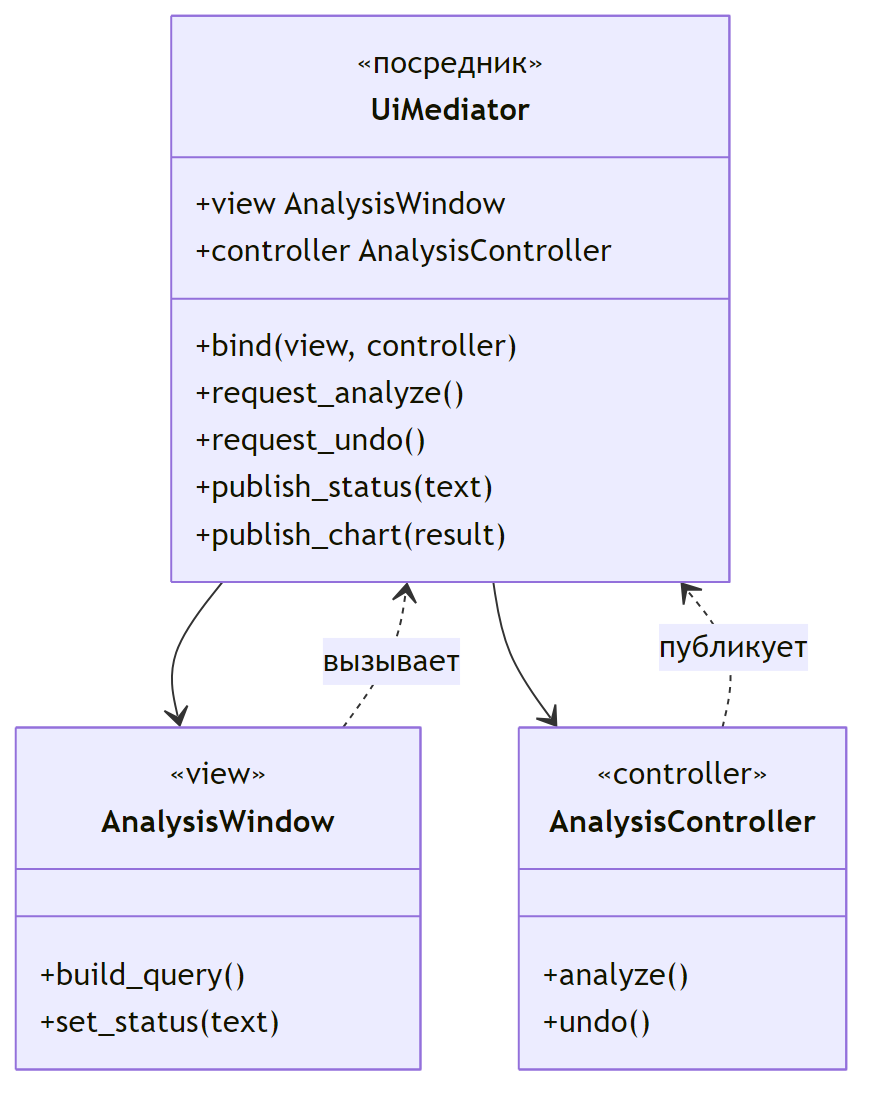 «посредник»
UiMediator
+view AnalysisWindow
+controller AnalysisController
+bind(view, controller)
+request_analyze()
+request_undo()
+publish_status(text)
+publish_chart(result)
вызывает
публикует
«view»
AnalysisWindow
+build_query()
+set_status(text)
«controller»
AnalysisController
+analyze()
+undo()